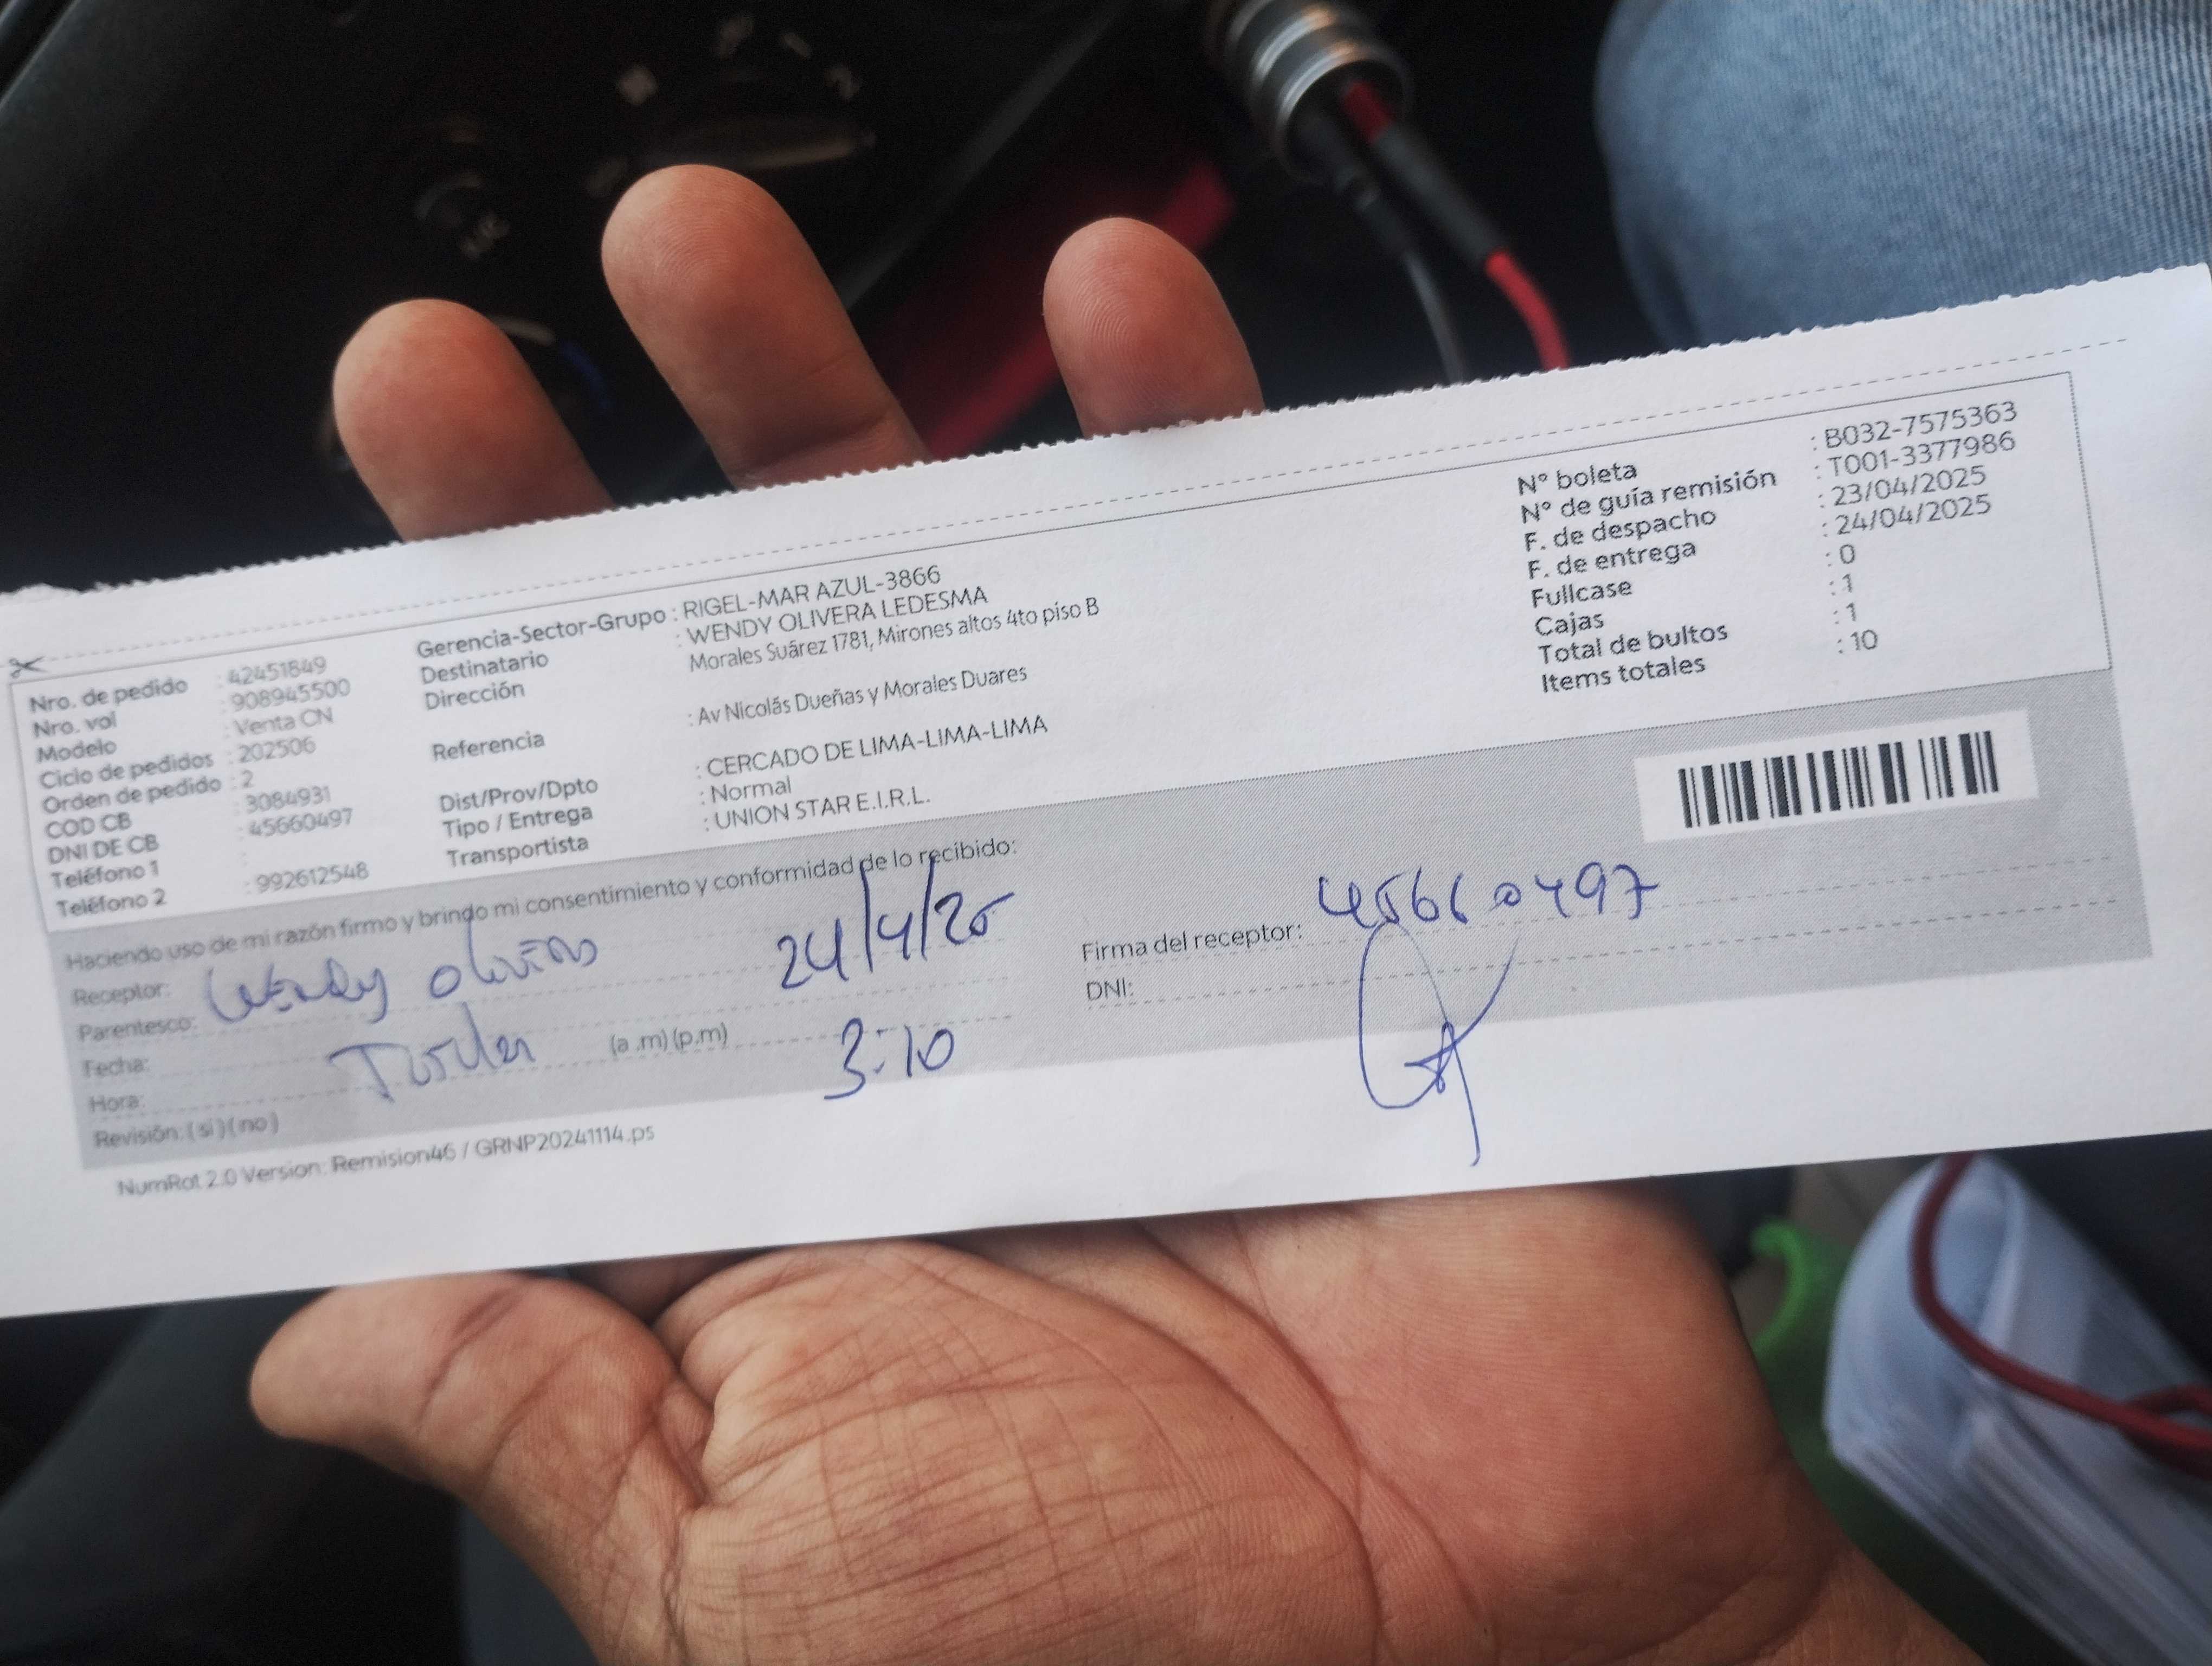 Nro. de pedido : 42451849
Nro. vol : 908945500
Modelo : Venta CN
Ciclo de pedidos : 202506
Orden de pedido : 2
COD CB : 3084931
DNI DE CB : 45660497
Teléfono 1 :
Teléfono 2 : 992612548
Gerencia-Sector-Grupo : RIGEL-MAR AZUL-3866
Destinatario : WENDY OLIVERA LEDESMA
Dirección Morales Suárez 1781, Mirones altos 4to piso B
Referencia : Av Nicolás Dueñas y Morales Duares
Dist/Prov/Dpto : CERCADO DE LIMA-LIMA-LIMA
Tipo / Entrega : Normal
Transportista : UNION STAR E.I.R.L.
N° boleta : B032-7575363
N° de guía remisión : T001-3377986
F. de despacho : 23/04/2025
F. de entrega : 24/04/2025
Fullcase : 0
Cajas : 1
Total de bultos : 1
Items totales : 10
Haciendo uso de mi razón firmo y brindo mi consentimiento y conformidad de lo recibido:
Receptor: Wendy Olivera
Parentesco:
Fecha: 24/4/25
Hora: (a.m) (p.m) 3:10
Revisión: (si) (no)
Firma del receptor: 45660497
DNI:
NumRot 2.0 Version: Remision46 / GRNP20241114.ps